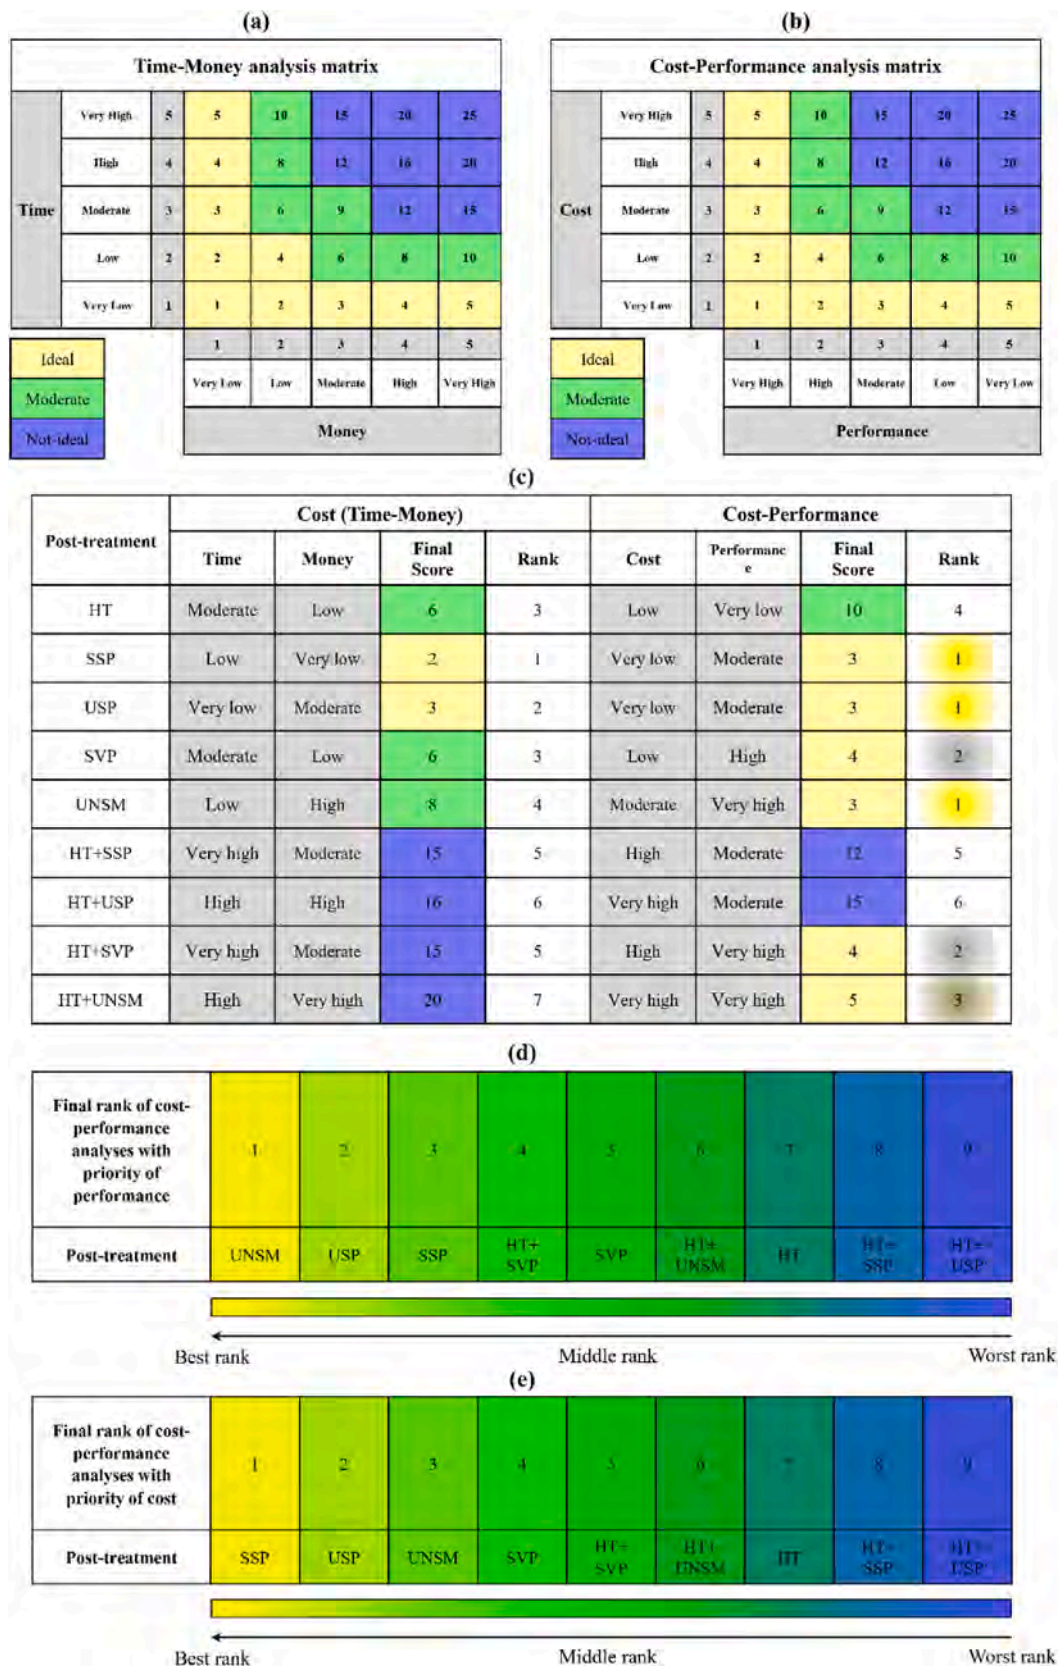 (a)
Time-Money analysis matrix
Time
Very High 5 5 10 15 20 25
High 4 4 8 12 16 20
Moderate 3 3 6 9 12 15
Low 2 2 4 6 8 10
Very Low 1 1 2 3 4 5
1 2 3 4 5
Very Low Low Moderate High Very High
Money
Ideal
Moderate
Not-ideal
(b)
Cost-Performance analysis matrix
Cost
Very High 5 5 10 15 20 25
High 4 4 8 12 16 20
Moderate 3 3 6 9 12 15
Low 2 2 4 6 8 10
Very Low 1 1 2 3 4 5
1 2 3 4 5
Very High High Moderate Low Very Low
Performance
Ideal
Moderate
Not-ideal
(c)
Post-treatment Cost (Time-Money) Cost-Performance
Time Money Final Score Rank Cost Performanc
e Final Score Rank
HT Moderate Low 6 3 Low Very low 10 4
SSP Low Very low 2 1 Very low Moderate 3 1
USP Very low Moderate 3 2 Very low Moderate 3 1
SVP Moderate Low 6 3 Low High 4 2
UNSM Low High 8 4 Moderate Very high 3 1
HT+SSP Very high Moderate 15 5 High Moderate 12 5
HT+USP High High 16 6 Very high Moderate 15 6
HT+SVP Very high Moderate 15 5 High Very high 4 2
HT+UNSM High Very high 20 7 Very high Very high 5 3
(d)
Final rank of cost-
performance
analyses with
priority of
performance
1 2 3 4 5 6 7 8 9
Post-treatment UNSM USP SSP HT+ SVP SVP HT+ UNSM HT HT+ SSP HT+ USP
Best rank Middle rank Worst rank
(e)
Final rank of cost-
performance
analyses with
priority of cost
1 2 3 4 5 6 7 8 9
Post-treatment SSP USP UNSM SVP HT+ SVP HT+ UNSM HT HT+ SSP HT+ USP
Best rank Middle rank Worst rank